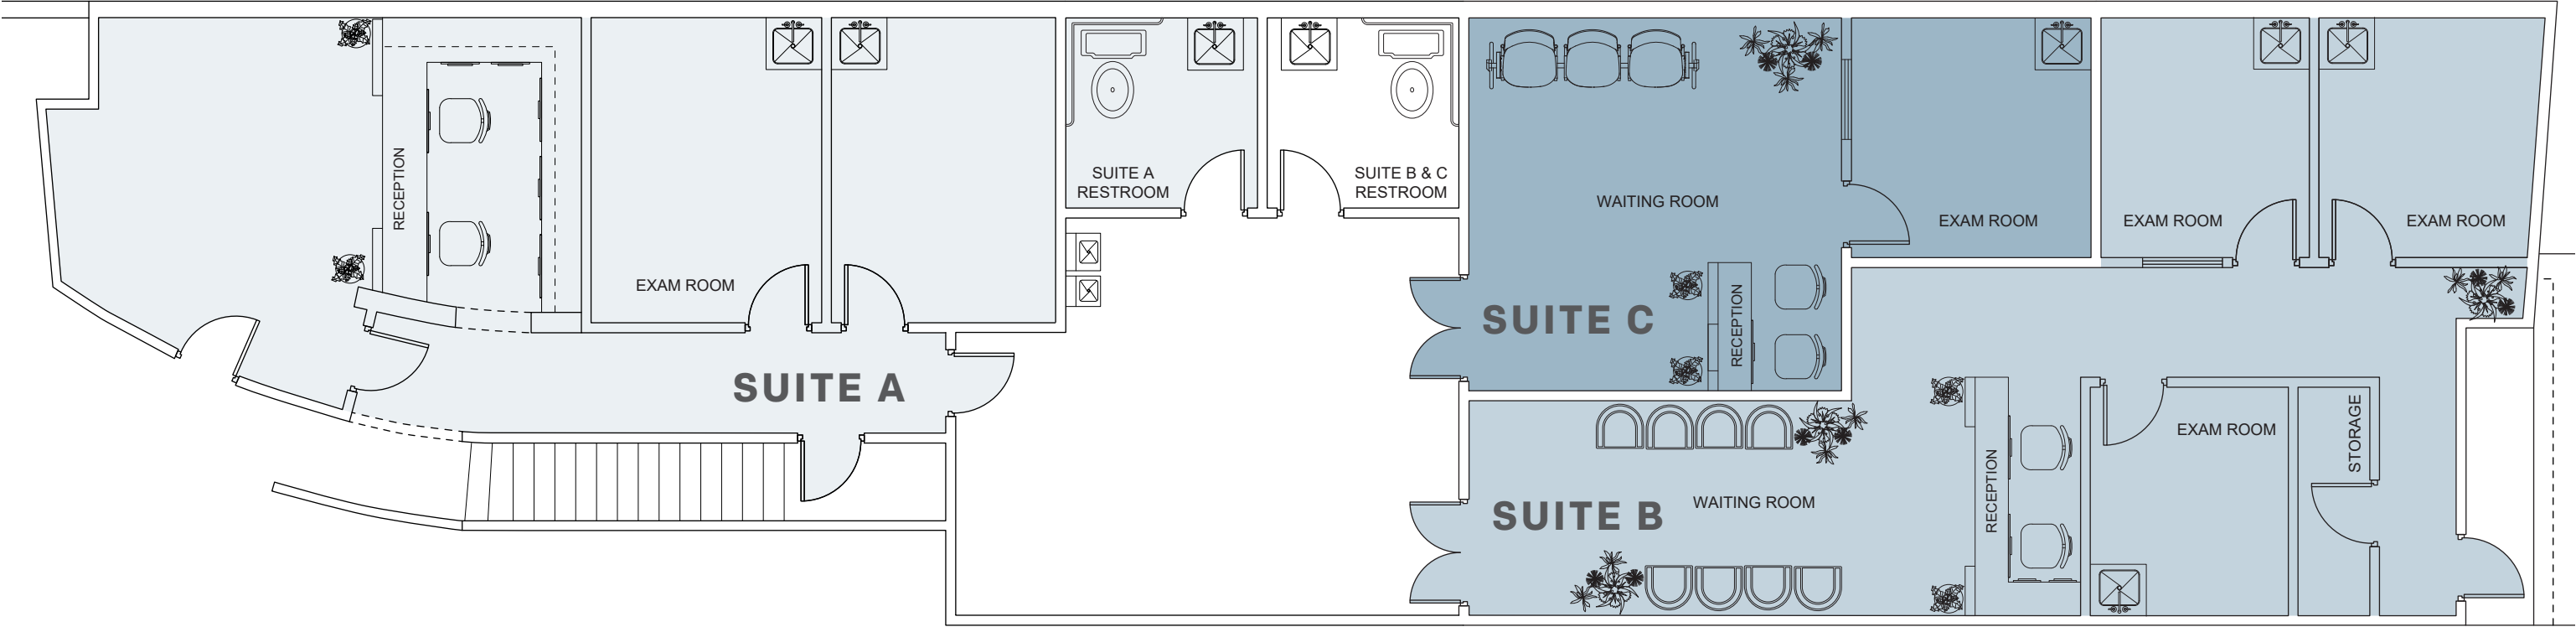 RECEPTION
EXAM ROOM
SUITE A
SUITE A
RESTROOM
SUITE B & C
RESTROOM
WAITING ROOM
EXAM ROOM
SUITE C
RECEPTION
EXAM ROOM
EXAM ROOM
SUITE B
WAITING ROOM
RECEPTION
EXAM ROOM
STORAGE